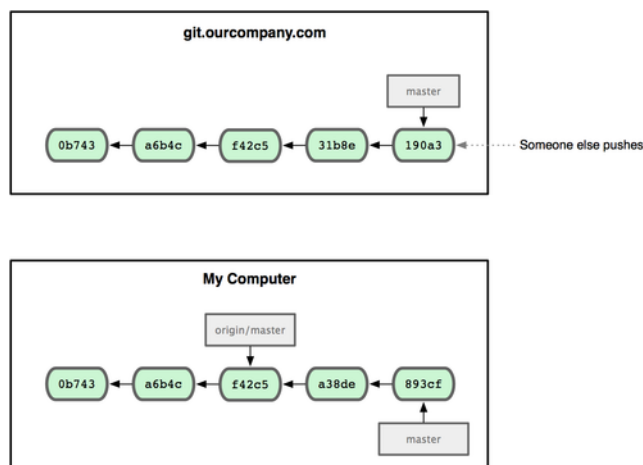 git.ourcompany.com
master
0b743 a6b4c f42c5 31b8e 190a3 Someone else pushes
My Computer
origin/master
0b743 a6b4c f42c5 a38de 893cf
master